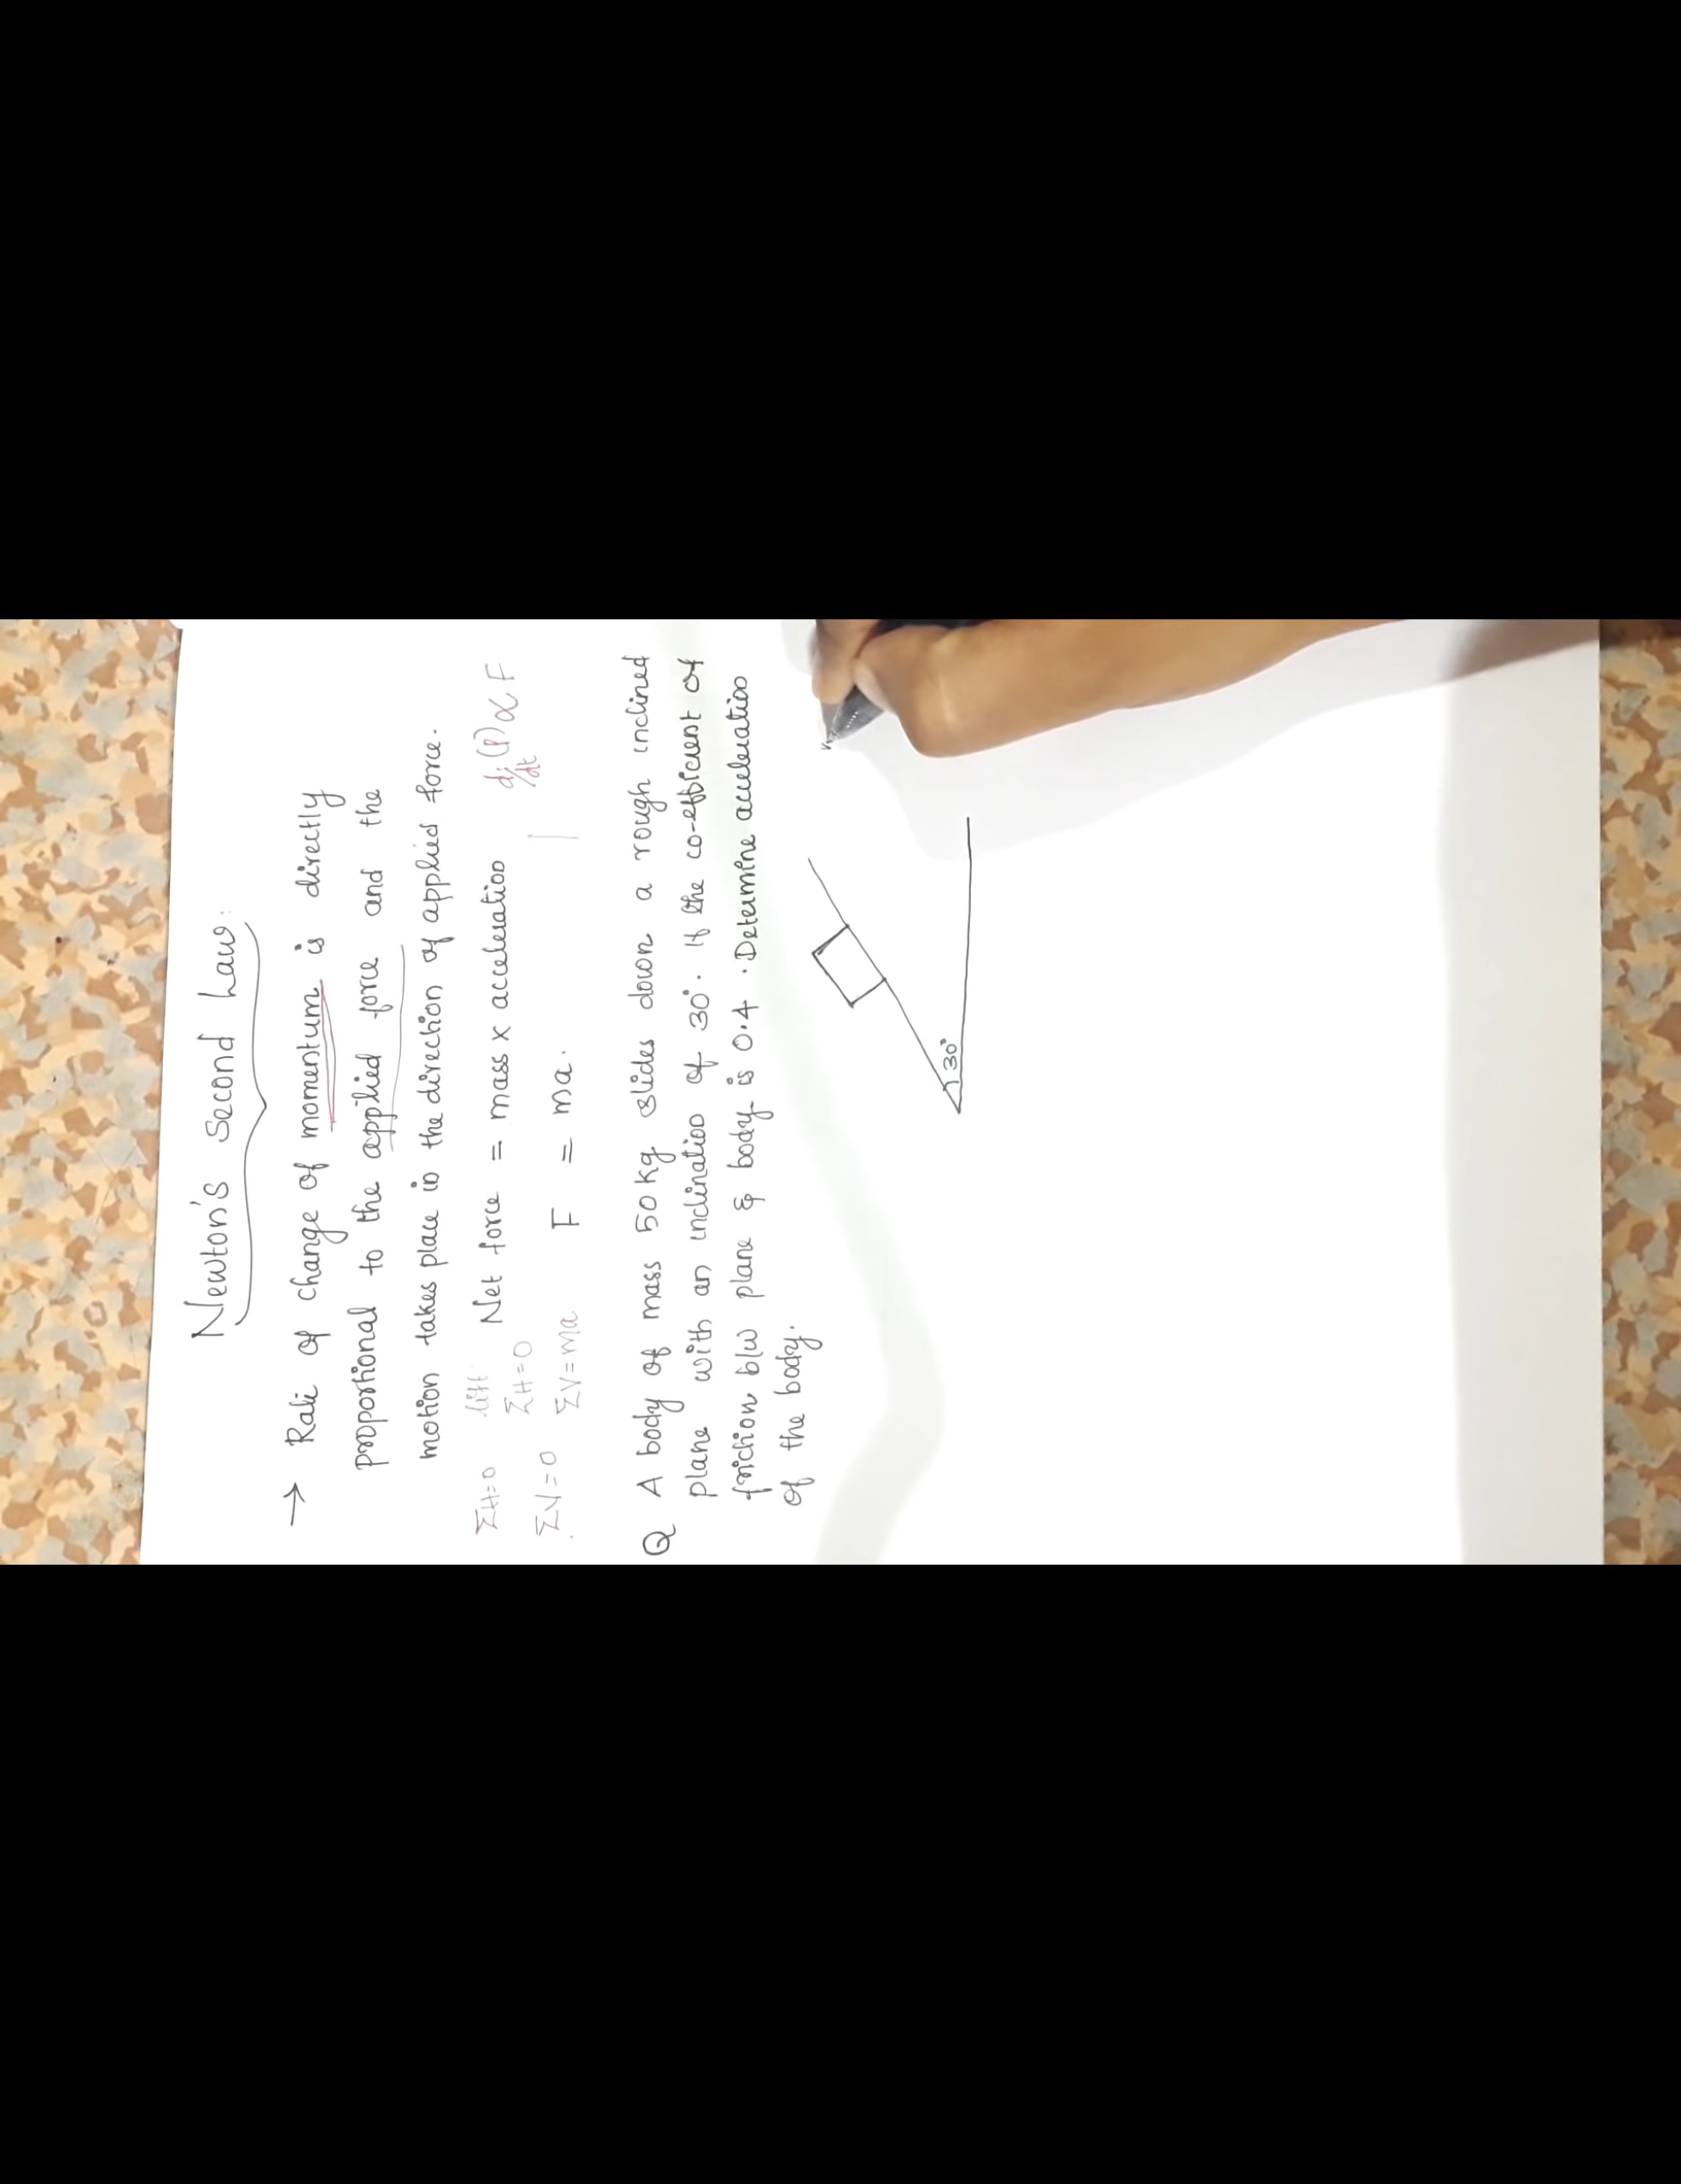 Newton's Second Law:
→ Rate of change of momentum is directly
proportional to the applied force and the
motion takes place in the direction of applied force.
ΣH=0 lift Net force = mass x acceleration d/dt (P) ∝ F
ΣH=0
ΣV=0 ΣV=ma F = ma.
Q A body of mass 50 kg slides down a rough inclined
plane with an inclination of 30°. If the co-efficient of
friction b/w plane & body is 0.4. Determine acceleration
of the body.
30°